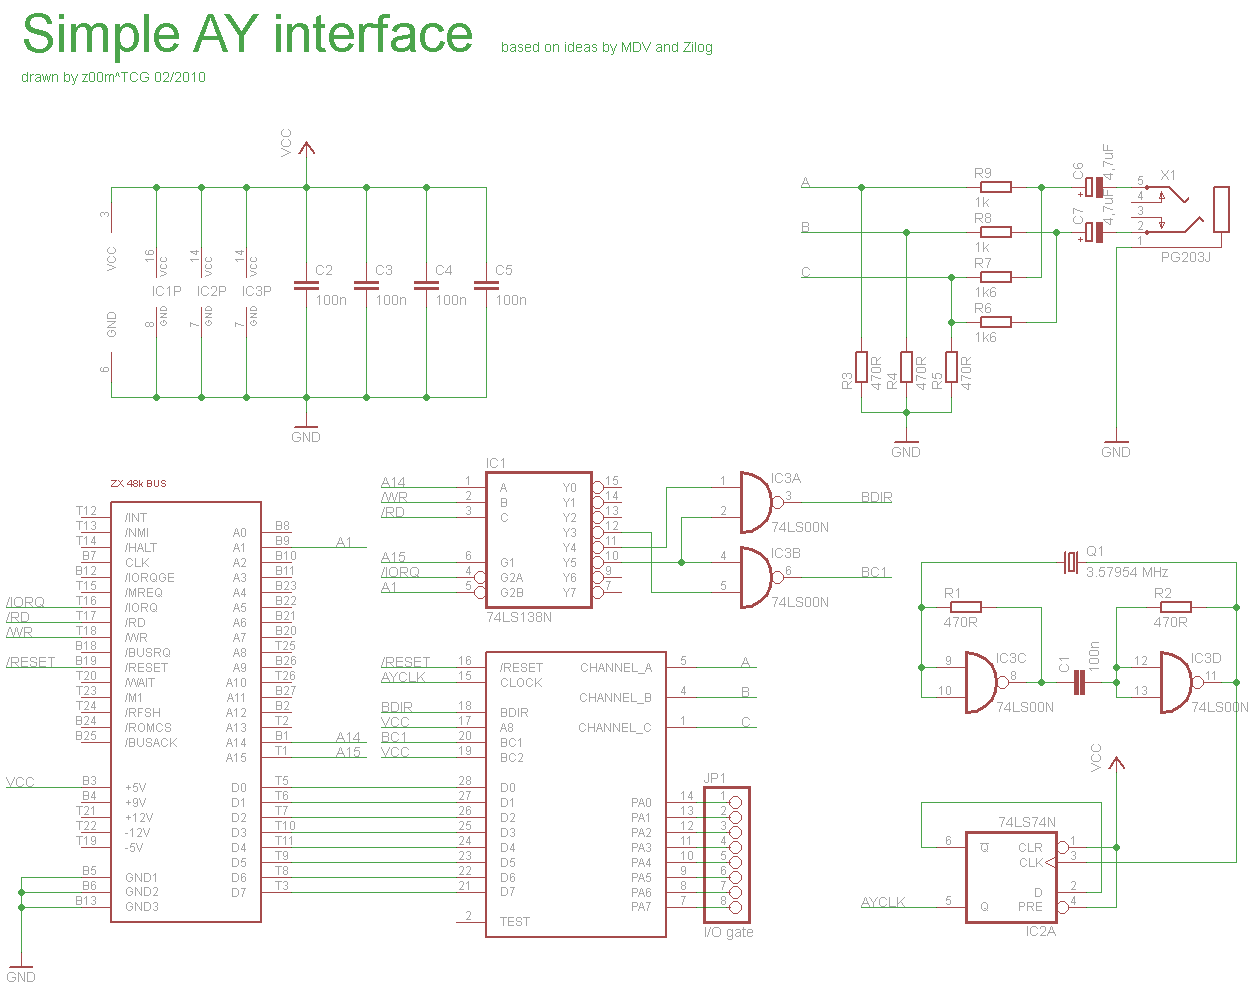 Simple AY interface
based on ideas by MDV and Zilog
drawn by z00m^TCG 02/2010
VCC
3
VCC
GND
6
16 VCC
IC1P
8 GND
14 VCC
IC2P
7 GND
14 VCC
IC3P
7 GND
C2
100n
C3
100n
C4
100n
C5
100n
GND
A
B
C
R9
1k
R8
1k
R7
1k6
R6
1k6
R3
470R
R4
470R
R5
470R
GND
C6
4,7uF
C7
4,7uF
+
+
X1
5
4
3
2
1
PG203J
GND
ZX 48k BUS
T12 /INT
T13 /NMI
T14 /HALT
B7 CLK
B12 /IORQGE
T15 /MREQ
/IORQ T16 /IORQ
/RD T17 /RD
/WR T18 /WR
B18 /BUSRQ
/RESET B19 /RESET
T20 /WAIT
T23 /M1
T24 /RFSH
B24 /ROMCS
B25 /BUSACK
VCC B3 +5V
B4 +9V
T21 +12V
T22 -12V
T19 -5V
B5 GND1
B6 GND2
B13 GND3
GND
A0 B8
A1 B9 A1
A2 B10
A3 B11
A4 B23
A5 B22
A6 B21
A7 B20
A8 T25
A9 B26
A10 T26
A11 B27
A12 B2
A13 T2
A14 B1 A14
A15 T1 A15
D0 T5
D1 T6
D2 T7
D3 T10
D4 T11
D5 T9
D6 T8
D7 T3
IC1
A14 1 A
/WR 2 B
/RD 3 C
A15 6 G1
/IORQ 4 G2A
A1 5 G2B
Y0 15
Y1 14
Y2 13
Y3 12
Y4 11
Y5 10
Y6 9
Y7 7
74LS138N
IC3A
1
2
3
BDIR
74LS00N
IC3B
4
5
6
BC1
74LS00N
/RESET 16 /RESET
AYCLK 15 CLOCK
BDIR 18 BDIR
VCC 17 A8
BC1 20 BC1
VCC 19 BC2
28 D0
27 D1
26 D2
25 D3
24 D4
23 D5
22 D6
21 D7
2 TEST
CHANNEL_A 5 A
CHANNEL_B 4 B
CHANNEL_C 1 C
JP1
PA0 14 1
PA1 13 2
PA2 12 3
PA3 11 4
PA4 10 5
PA5 9 6
PA6 8 7
PA7 7 8
I/O gate
Q1
3.57954 MHz
R1
470R
R2
470R
9
10
8
IC3C
74LS00N
C1
100n
12
13
11
IC3D
74LS00N
VCC
74LS74N
6 Q
AYCLK 5 Q
CLR 1
CLK 3
D 2
PRE 4
IC2A